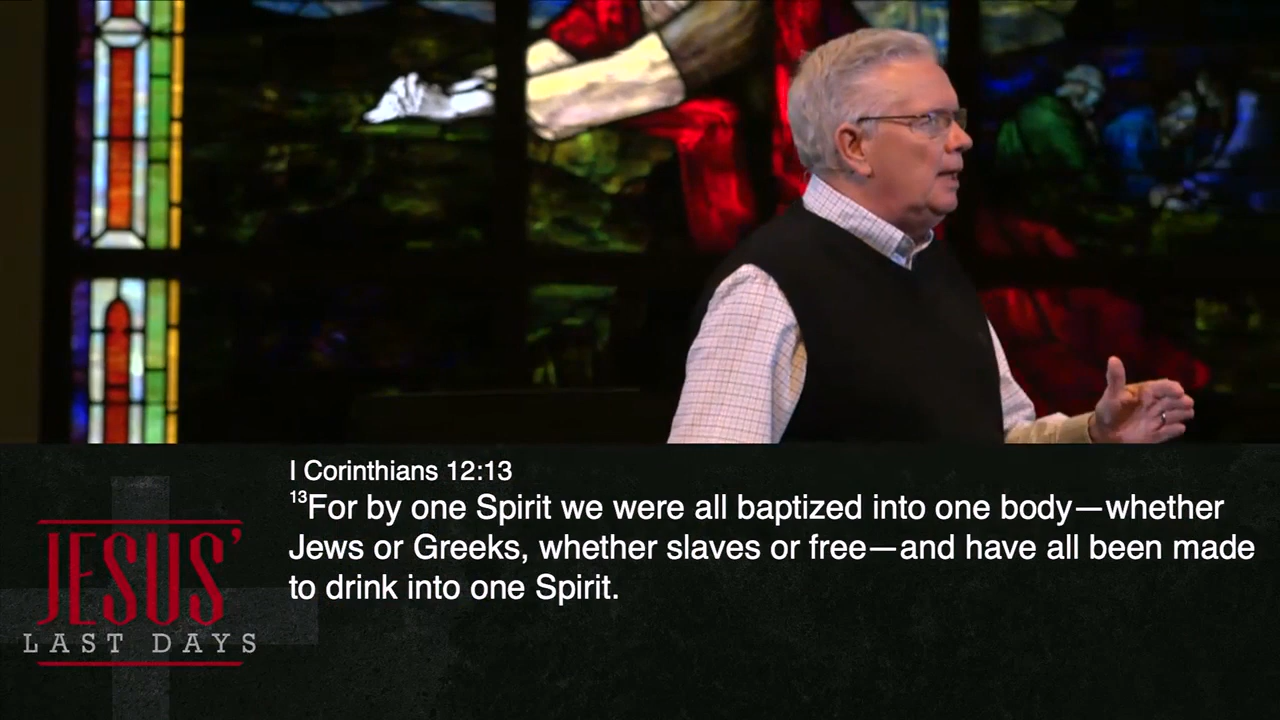 I Corinthians 12:13
13For by one Spirit we were all baptized into one body—whether
Jews or Greeks, whether slaves or free—and have all been made
to drink into one Spirit.
JESUS'
LAST DAYS